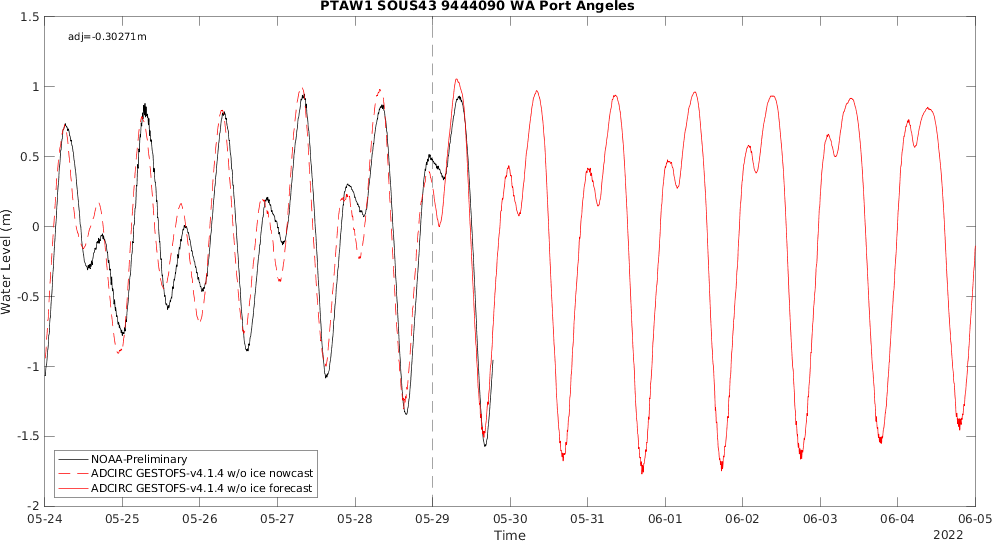 PTAW1 SOUS43 9444090 WA Port Angeles
adj=-0.30271m
Water Level (m)
1.5
1
0.5
0
-0.5
-1
-1.5
-2
NOAA-Preliminary
ADCIRC GESTOFS-v4.1.4 w/o ice nowcast
ADCIRC GESTOFS-v4.1.4 w/o ice forecast
05-24 05-25 05-26 05-27 05-28 05-29 05-30 05-31 06-01 06-02 06-03 06-04 06-05
Time
2022